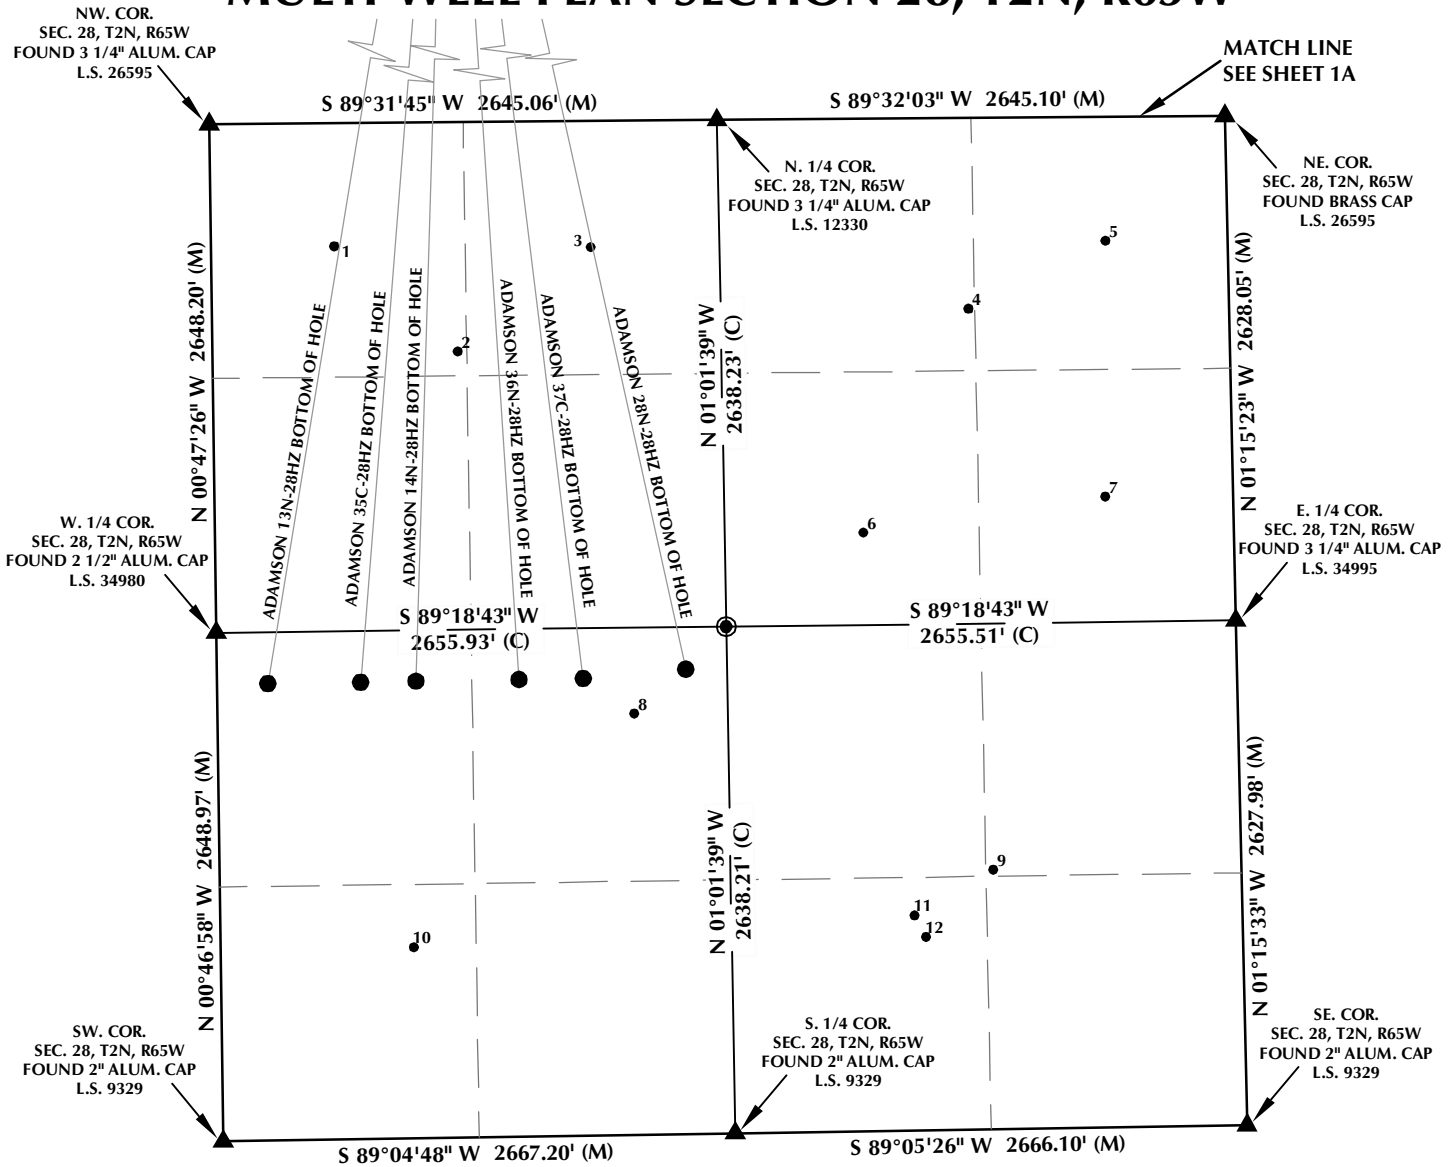 MULTI-WELL PLAN SECTION 28, T2N, R65W
NW. COR.
SEC. 28, T2N, R65W
FOUND 3 1/4" ALUM. CAP
L.S. 26595
MATCH LINE
SEE SHEET 1A
S 89°31'45" W 2645.06' (M)
S 89°32'03" W 2645.10' (M)
N. 1/4 COR.
SEC. 28, T2N, R65W
FOUND 3 1/4" ALUM. CAP
L.S. 12330
NE. COR.
SEC. 28, T2N, R65W
FOUND BRASS CAP
L.S. 26595
1
3
5
4
2
N 00°47'26" W 2648.20' (M)
ADAMSON 13N-28HZ BOTTOM OF HOLE
ADAMSON 35C-28HZ BOTTOM OF HOLE
ADAMSON 14N-28HZ BOTTOM OF HOLE
ADAMSON 36N-28HZ BOTTOM OF HOLE
ADAMSON 37C-28HZ BOTTOM OF HOLE
ADAMSON 28N-28HZ BOTTOM OF HOLE
N 01°01'39" W
2638.23' (C)
N 01°15'23" W 2628.05' (M)
7
6
W. 1/4 COR.
SEC. 28, T2N, R65W
FOUND 2 1/2" ALUM. CAP
L.S. 34980
E. 1/4 COR.
SEC. 28, T2N, R65W
FOUND 3 1/4" ALUM. CAP
L.S. 34995
S 89°18'43" W
2655.93' (C)
S 89°18'43" W
2655.51' (C)
8
N 00°46'58" W 2648.97' (M)
N 01°01'39" W
2638.21' (C)
N 01°15'33" W 2627.98' (M)
9
11
12
10
SW. COR.
SEC. 28, T2N, R65W
FOUND 2" ALUM. CAP
L.S. 9329
S. 1/4 COR.
SEC. 28, T2N, R65W
FOUND 2" ALUM. CAP
L.S. 9329
SE. COR.
SEC. 28, T2N, R65W
FOUND 2" ALUM. CAP
L.S. 9329
S 89°04'48" W 2667.20' (M)
S 89°05'26" W 2666.10' (M)